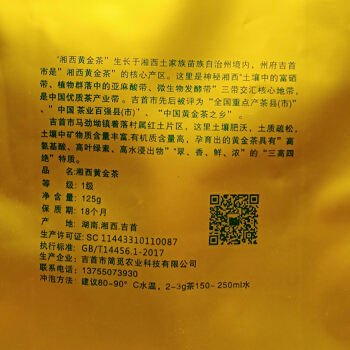 “湘西黄金茶”生长于湘西土家族苗族自治州境内，州府吉首
市是“湘西黄金茶”的核心产区。这里是神秘湘西“土壤中的富硒
带、植物群落中的亚麻酸带、微生物发酵带”三带交汇核心地带，
是中国优质茶产业带。吉首市先后被评为“全国重点产茶县(市)”、
“中国 茶业百强县(市)”、“中国黄金茶之乡”。
吉首市马劲坳镇着落村属红土片区，这里土壤肥沃，土质疏松，
土壤中矿物质含量丰富,有机质含量高，孕育出的黄金茶具有“高
氨基酸、高叶绿素、高水浸出物”“翠、香、鲜、浓”的“三高四
绝”特质。
品 名：湘西黄金茶
等 级：1级
净 重：125g
保 质 期：18个月
产 地：湖南.湘西.吉首
生产许可证：SC 11443310110087
执行标准：GB/T14456.1-2017
生产企业：吉首市简觅农业科技有限公司
联系电话：13755073930
冲泡方法：建议80-90°C水温，2-3g茶150-250ml水